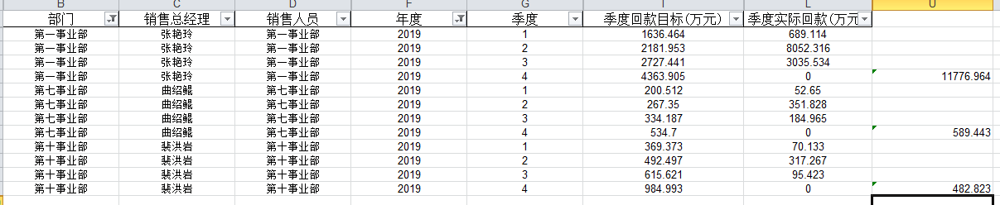 B C D F G I L U
部门 销售总经理 销售人员 年度 季度 季度回款目标(万元) 季度实际回款(万元
第一事业部 张艳玲 第一事业部 2019 1 1636.464 689.114
第一事业部 张艳玲 第一事业部 2019 2 2181.953 8052.316
第一事业部 张艳玲 第一事业部 2019 3 2727.441 3035.534
第一事业部 张艳玲 第一事业部 2019 4 4363.905 0 11776.964
第七事业部 曲绍鲲 第七事业部 2019 1 200.512 52.65
第七事业部 曲绍鲲 第七事业部 2019 2 267.35 351.828
第七事业部 曲绍鲲 第七事业部 2019 3 334.187 184.965
第七事业部 曲绍鲲 第七事业部 2019 4 534.7 0 589.443
第十事业部 裴洪岩 第十事业部 2019 1 369.373 70.133
第十事业部 裴洪岩 第十事业部 2019 2 492.497 317.267
第十事业部 裴洪岩 第十事业部 2019 3 615.621 95.423
第十事业部 裴洪岩 第十事业部 2019 4 984.993 0 482.823